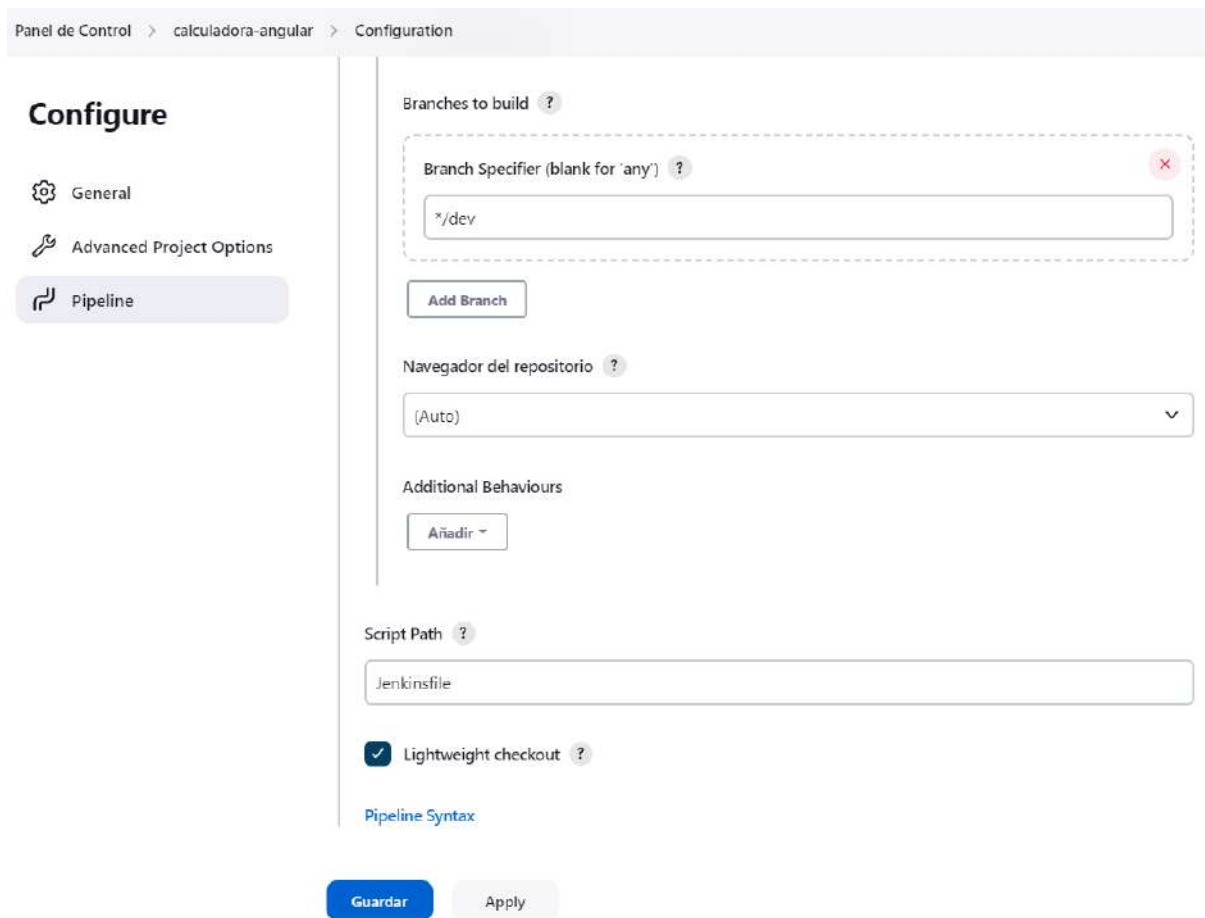 Panel de Control > calculadora-angular > Configuration
Configure
General
Advanced Project Options
Pipeline
Branches to build ?
Branch Specifier (blank for 'any') ?
*/dev
Add Branch
Navegador del repositorio ?
(Auto)
Additional Behaviours
Añadir
Script Path ?
Jenkinsfile
Lightweight checkout ?
Pipeline Syntax
Guardar Apply